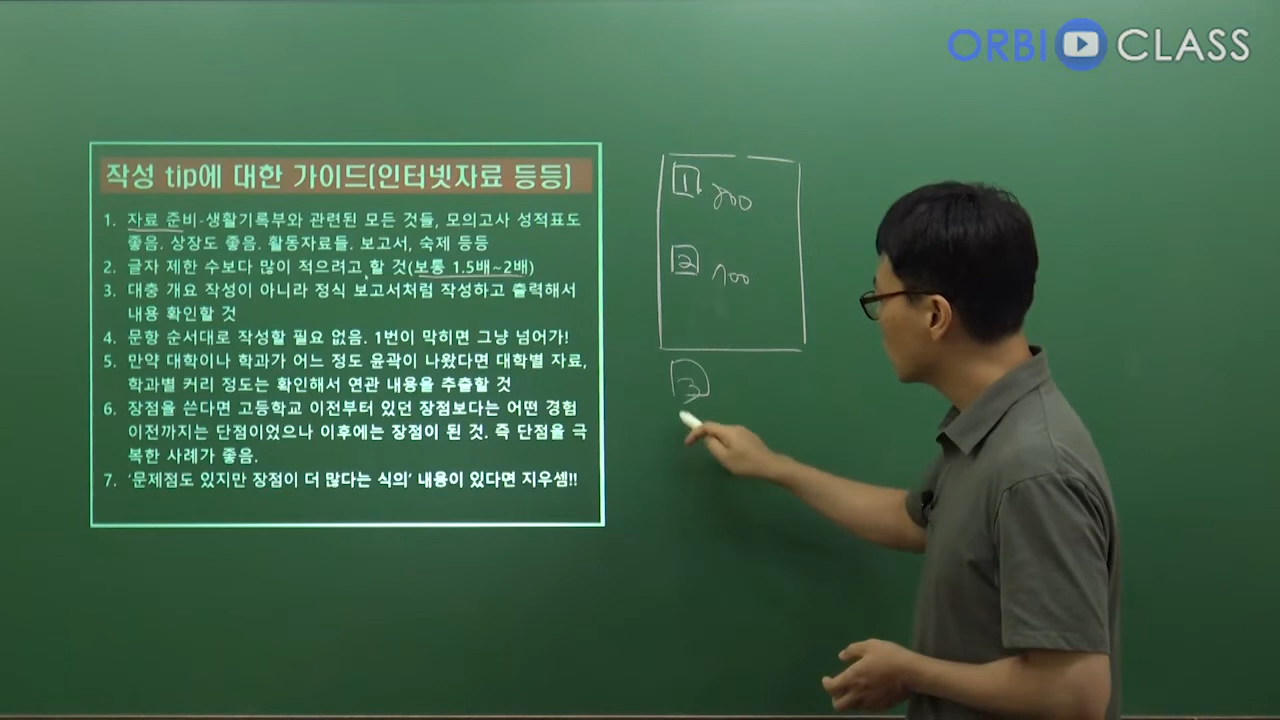 ORBI CLASS
작성 tip에 대한 가이드(인터넷자료 등등)
1. 자료 준비-생활기록부와 관련된 모든 것들, 모의고사 성적표도
좋음. 상장도 좋음. 활동자료들. 보고서, 숙제 등등
2. 글자 제한 수보다 많이 적으려고 할 것(보통 1.5배~2배)
3. 대충 개요 작성이 아니라 정식 보고서처럼 작성하고 출력해서
내용 확인할 것
4. 문항 순서대로 작성할 필요 없음. 1번이 막히면 그냥 넘어가!
5. 만약 대학이나 학과가 어느 정도 윤곽이 나왔다면 대학별 자료,
학과별 커리 정도는 확인해서 연관 내용을 추출할 것
6. 장점을 쓴다면 고등학교 이전부터 있던 장점보다는 어떤 경험
이전까지는 단점이었으나 이후에는 장점이 된 것. 즉 단점을 극
복한 사례가 좋음.
7. ‘문제점도 있지만 장점이 더 많다는 식의’ 내용이 있다면 지우셈!!
1
2
3